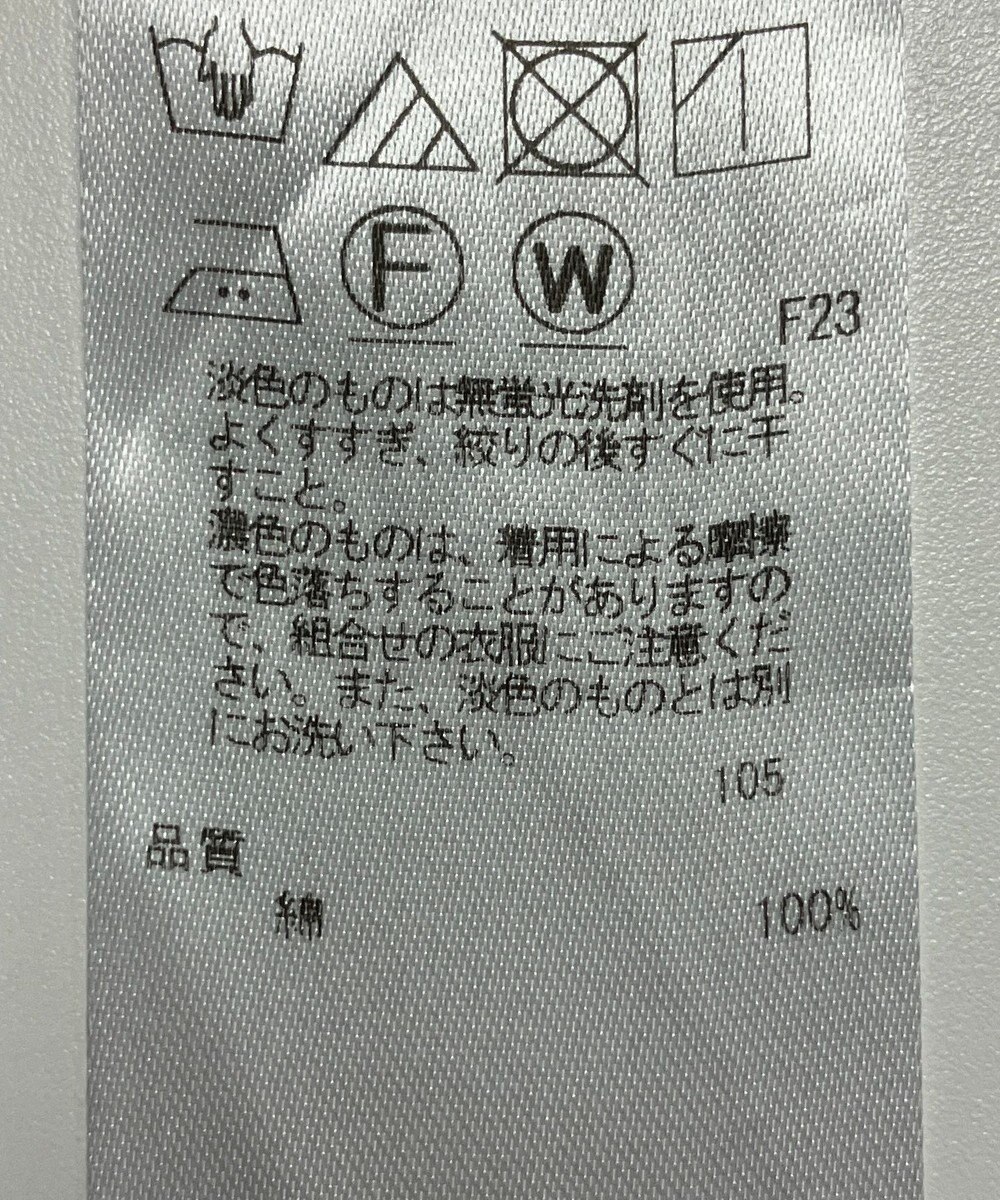 F W
F23
淡色のものは無蛍光洗剤を使用。
よくすすぎ、絞りの後すぐに干
すこと。
濃色のものは、着用による摩擦
で色落ちすることがありますの
で、組合せの衣服にご注意くだ
さい。また、淡色のものとは別
にお洗い下さい。
105
品質
綿 100%